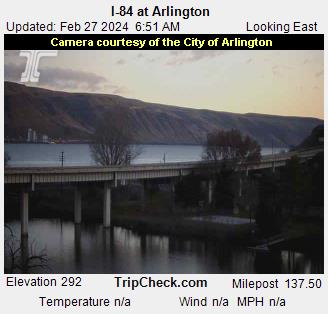 I-84 at Arlington
Updated: Feb 27 2024 6:51 AM Looking East
Camera courtesy of the City of Arlington
Elevation 292 TripCheck.com Milepost 137.50
Temperature n/a Wind n/a MPH n/a